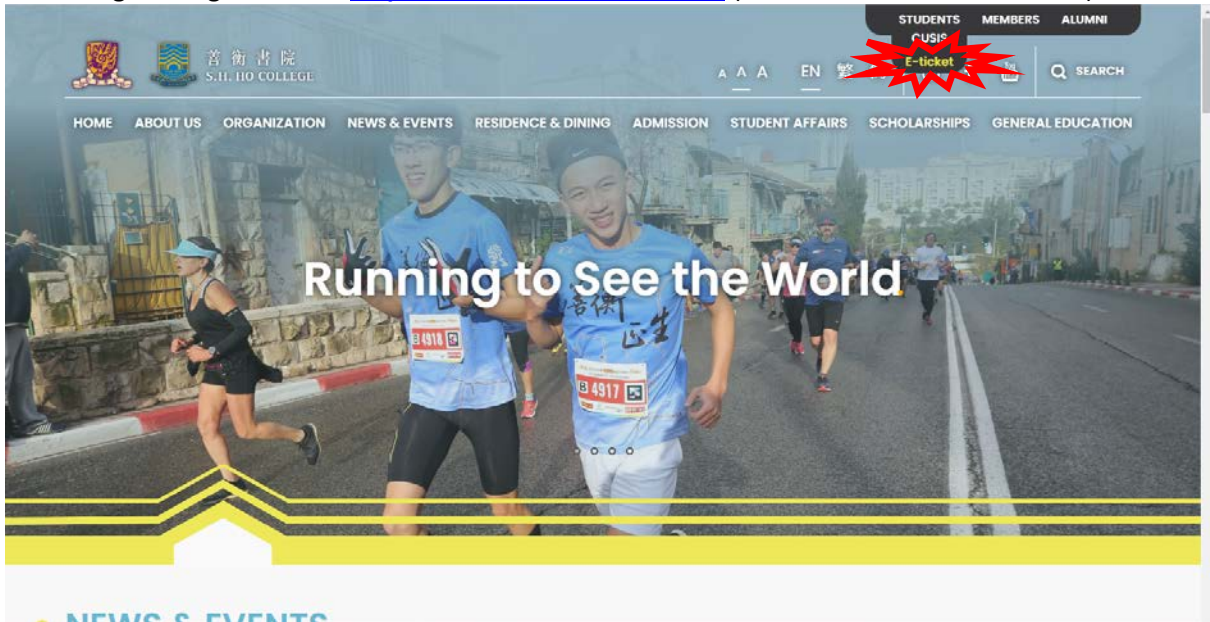 STUDENTS MEMBERS ALUMNI
CUSIS
E-ticket
善衡書院
S.H. HO COLLEGE
A A A EN 繁
SEARCH
HOME ABOUT US ORGANIZATION NEWS & EVENTS RESIDENCE & DINING ADMISSION STUDENT AFFAIRS SCHOLARSHIPS GENERAL EDUCATION
Running to See the World
善衡
正生
B 4918
B 4917
NEWS & EVENTS